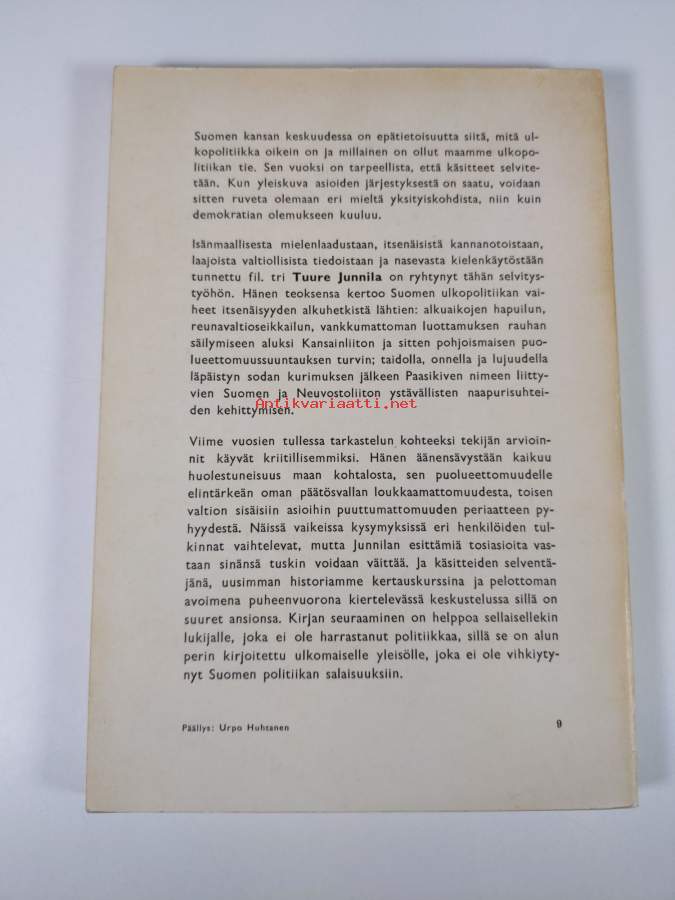 Suomen kansan keskuudessa on epätietoisuutta siitä, mitä ul-
kopolitiikka oikein on ja millainen on ollut maamme ulkopo-
litiikan tie. Sen vuoksi on tarpeellista, että käsitteet selvite-
tään. Kun yleiskuva asioiden järjestyksestä on saatu, voidaan
sitten ruveta olemaan eri mieltä yksityiskohdista, niin kuin
demokratian olemukseen kuuluu.
Isänmaallisesta mielenlaadustaan, itsenäisistä kannanotoistaan,
laajoista valtiollisista tiedoistaan ja nasevasta kielenkäytöstään
tunnettu fil. tri Tuure Junnila on ryhtynyt tähän selvitys-
työhön. Hänen teoksensa kertoo Suomen ulkopolitiikan vai-
heet itsenäisyyden alkuhetkistä lähtien: alkuaikojen hapuilun,
reunavaltioseikkailun, vankkumattoman luottamuksen rauhan
säilymiseen aluksi Kansainliiton ja sitten pohjoismaisen puo-
lueettomuussuuntauksen turvin; taidolla, onnella ja lujuudella
läpäistyn sodan kurimuksen jälkeen Paasikiven nimeen liitty-
vien Suomen ja Neuvostoliiton ystävällisten naapurisuhtei-
den kehittymisen.
Antikvariaatti.net
Viime vuosien tullessa tarkastelun kohteeksi tekijän arvioin-
nit käyvät kriitillisemmiksi. Hänen äänensävystään kaikuu
huolestuneisuus maan kohtalosta, sen puolueettomuudelle
elintärkeän oman päätösvallan loukkaamattomuudesta, toisen
valtion sisäisiin asioihin puuttumattomuuden periaatteen py-
hyydestä. Näissä vaikeissa kysymyksissä eri henkilöiden tul-
kinnat vaihtelevat, mutta Junnilan esittämiä tosiasioita vas-
taan sinänsä tuskin voidaan väittää. Ja käsitteiden selventä-
jänä, uusimman historiamme kertauskurssina ja pelottoman
avoimena puheenvuorona kiertelevässä keskustelussa sillä on
suuret ansionsa. Kirjan seuraaminen on helppoa sellaisellekin
lukijalle, joka ei ole harrastanut politiikkaa, sillä se on alun
perin kirjoitettu ulkomaiselle yleisölle, joka ei ole vihkiyty-
nyt Suomen politiikan salaisuuksiin.
Päällys: Urpo Huhtanen
9